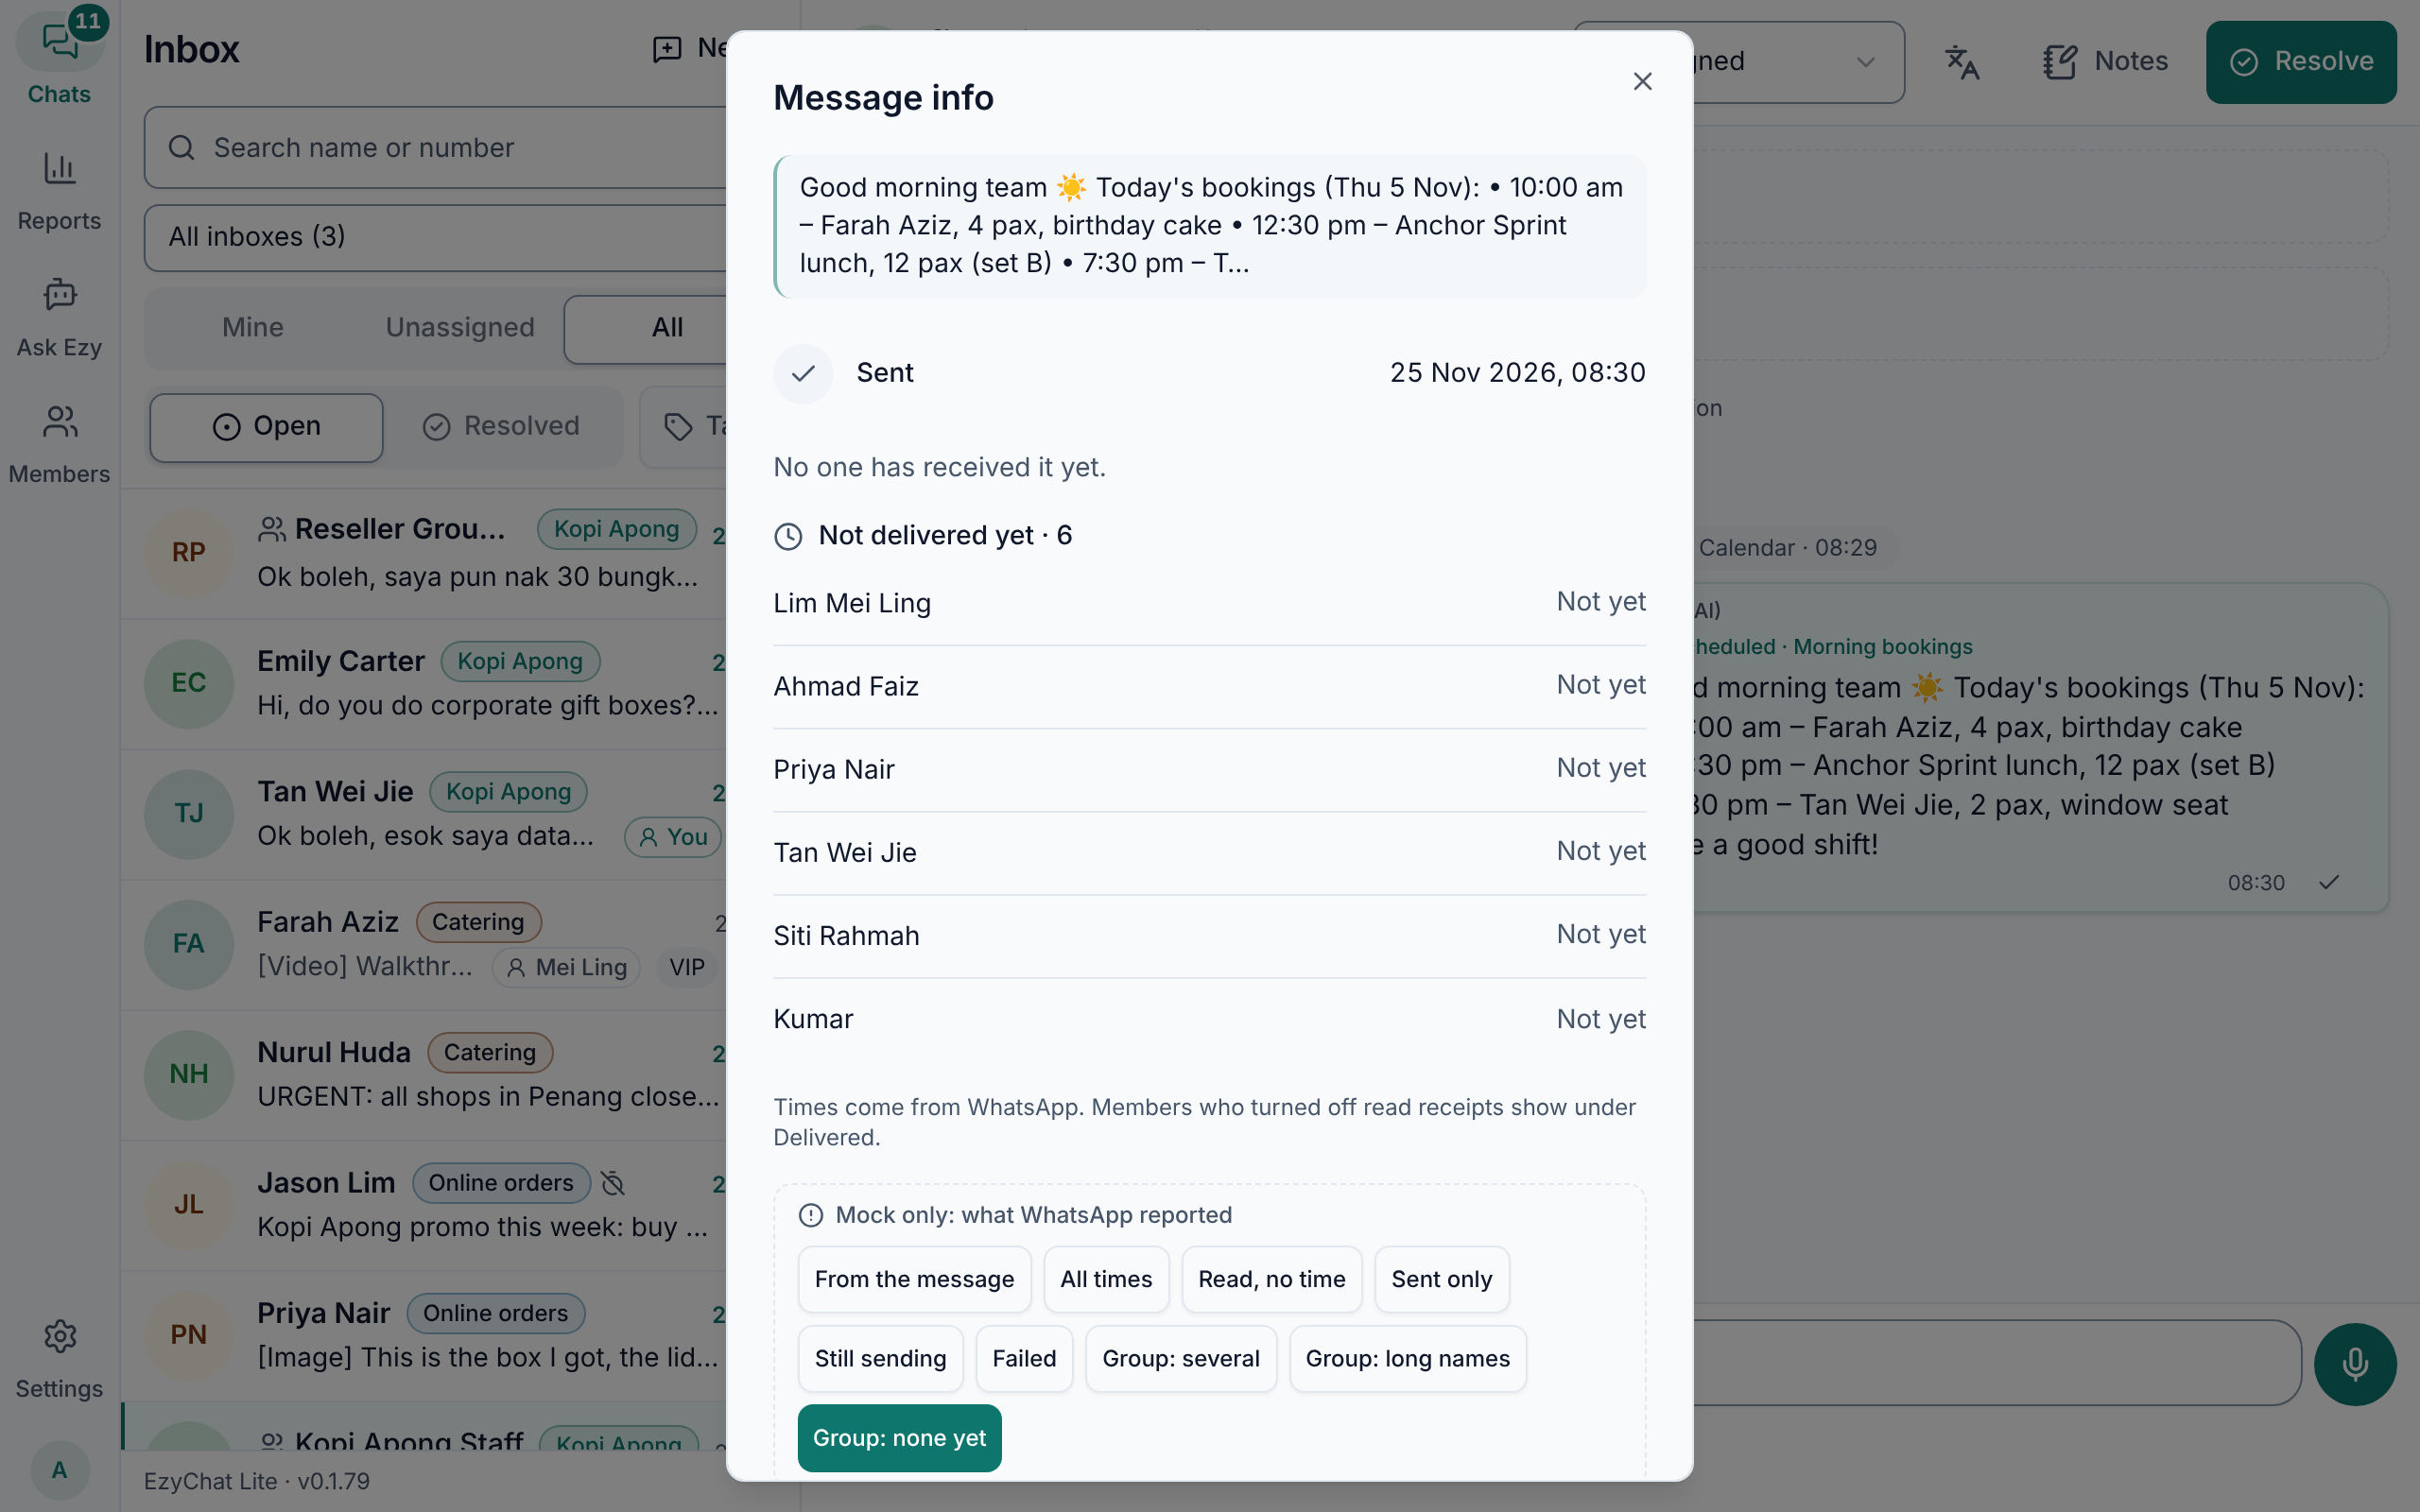 11
Chats
Reports
Ask Ezy
Members
Settings
A
Inbox
Search name or number
All inboxes (3)
Mine
Unassigned
All
Open
Resolved
RP
Reseller Grou...
Kopi Apong
Ok boleh, saya pun nak 30 bungk...
EC
Emily Carter
Kopi Apong
Hi, do you do corporate gift boxes?...
TJ
Tan Wei Jie
Kopi Apong
Ok boleh, esok saya data...
You
FA
Farah Aziz
Catering
[Video] Walkthr...
Mei Ling
VIP
NH
Nurul Huda
Catering
URGENT: all shops in Penang close...
JL
Jason Lim
Online orders
Kopi Apong promo this week: buy ...
PN
Priya Nair
Online orders
[Image] This is the box I got, the lid...
Kopi Apong Staff
Kopi Apong
EzyChat Lite · v0.1.79
Message info
Good morning team ☀️ Today's bookings (Thu 5 Nov): • 10:00 am
– Farah Aziz, 4 pax, birthday cake • 12:30 pm – Anchor Sprint
lunch, 12 pax (set B) • 7:30 pm – T...
Sent
25 Nov 2026, 08:30
No one has received it yet.
Not delivered yet · 6
Lim Mei Ling
Not yet
Ahmad Faiz
Not yet
Priya Nair
Not yet
Tan Wei Jie
Not yet
Siti Rahmah
Not yet
Kumar
Not yet
Times come from WhatsApp. Members who turned off read receipts show under
Delivered.
Mock only: what WhatsApp reported
From the message
All times
Read, no time
Sent only
Still sending
Failed
Group: several
Group: long names
Group: none yet
Notes
Resolve
Calendar · 08:29
AI)
· Morning bookings
morning team ☀️ Today's bookings (Thu 5 Nov):
00 am – Farah Aziz, 4 pax, birthday cake
30 pm – Anchor Sprint lunch, 12 pax (set B)
30 pm – Tan Wei Jie, 2 pax, window seat
a good shift!
08:30